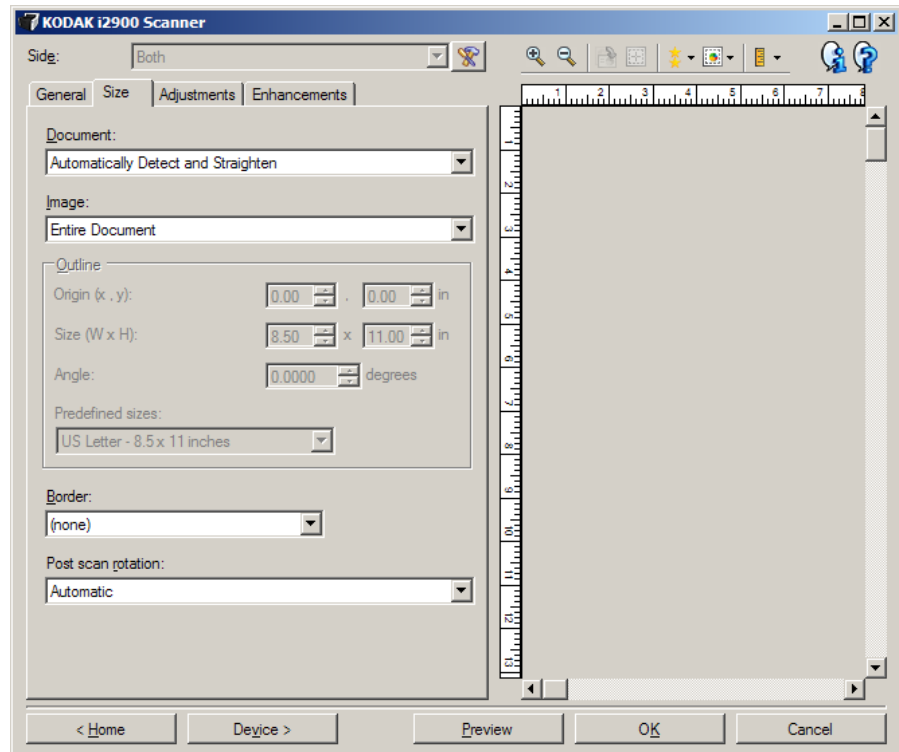 KODAK i2900 Scanner
Side: Both
General Size Adjustments Enhancements
Document:
Automatically Detect and Straighten
Image:
Entire Document
Outline
Origin (x , y): 0.00 , 0.00 in
Size (W x H): 8.50 x 11.00 in
Angle: 0.0000 degrees
Predefined sizes:
US Letter - 8.5 x 11 inches
Border:
(none)
Post scan rotation:
Automatic
1 2 3 4 5 6 7 8
1
2
3
4
5
6
7
8
9
10
11
12
13
< Home Device > Preview OK Cancel